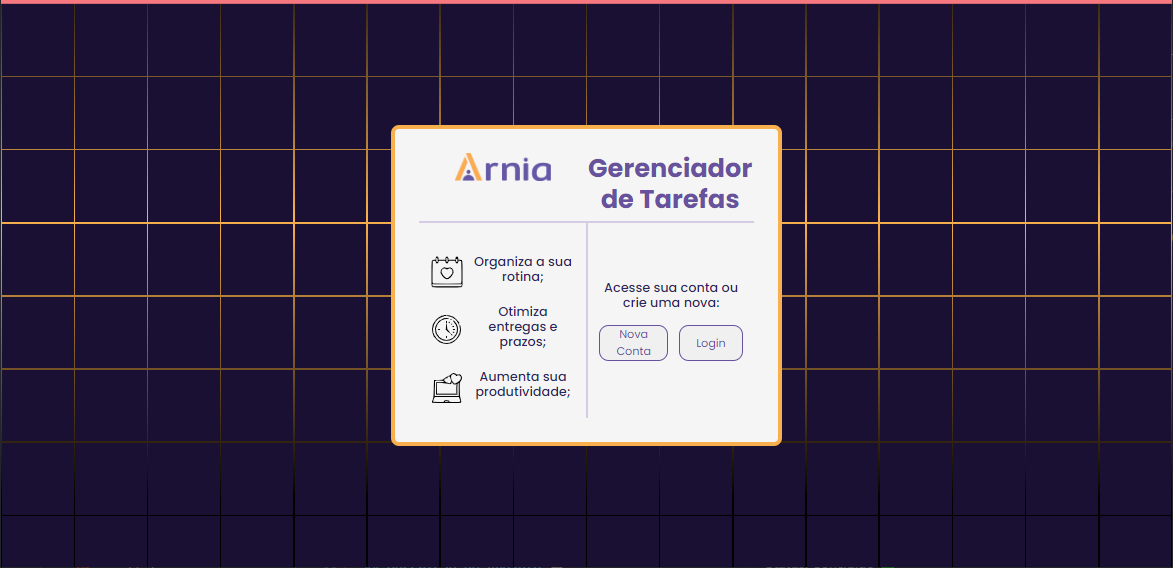 Arnia
Gerenciador
de Tarefas
Organiza a sua
rotina;
Otimiza
entregas e
prazos;
Aumenta sua
produtividade;
Acesse sua conta ou
crie uma nova:
Nova
Conta
Login